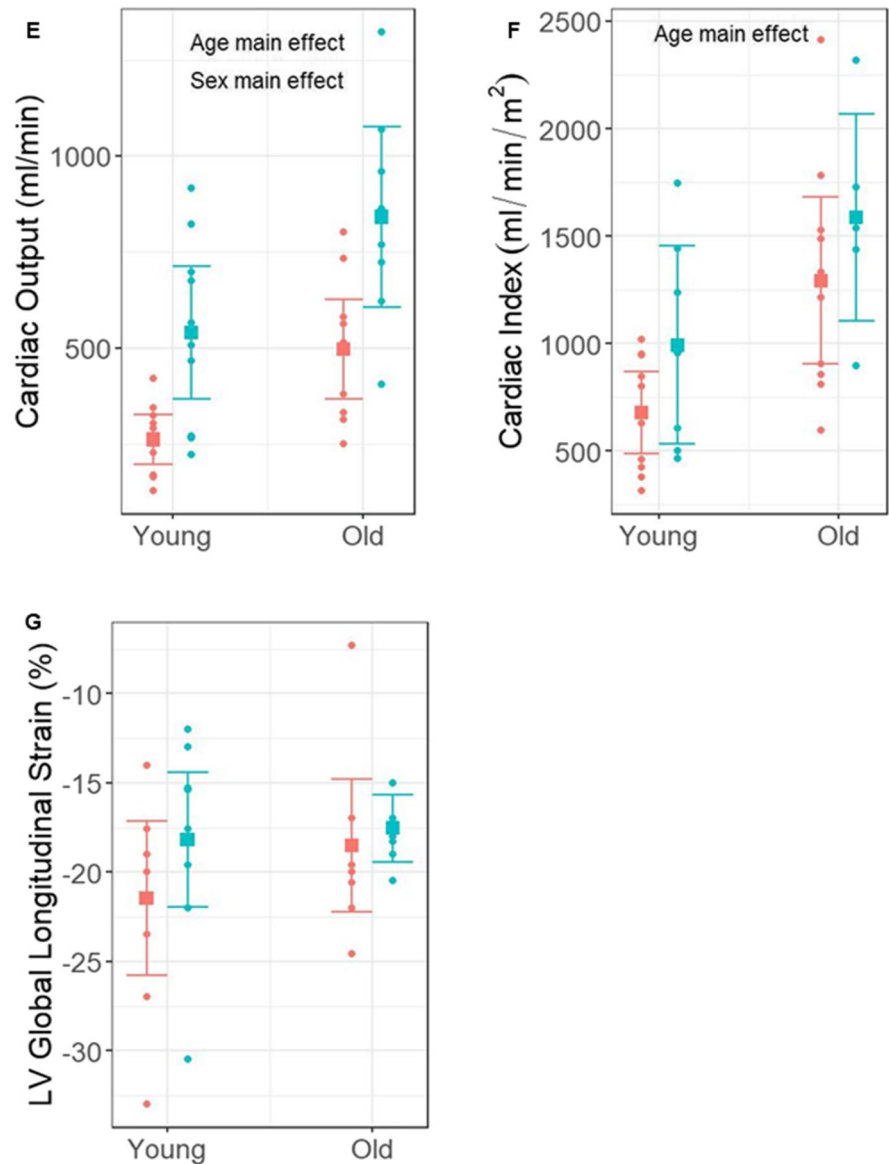 E
Age main effect
Sex main effect
Cardiac Output (ml/min)
1000
500
Young
Old
F
Age main effect
Cardiac Index (ml/min/m²)
2500
2000
1500
1000
500
Young
Old
G
LV Global Longitudinal Strain (%)
-10
-15
-20
-25
-30
Young
Old